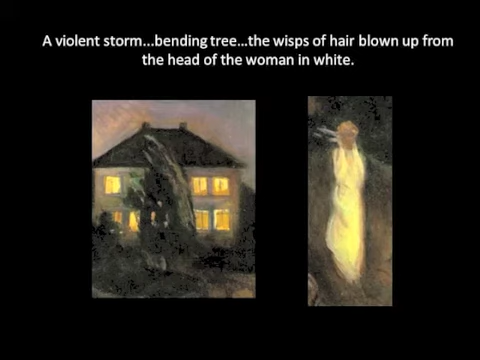 A violent storm...bending tree...the wisps of hair blown up from
the head of the woman in white.